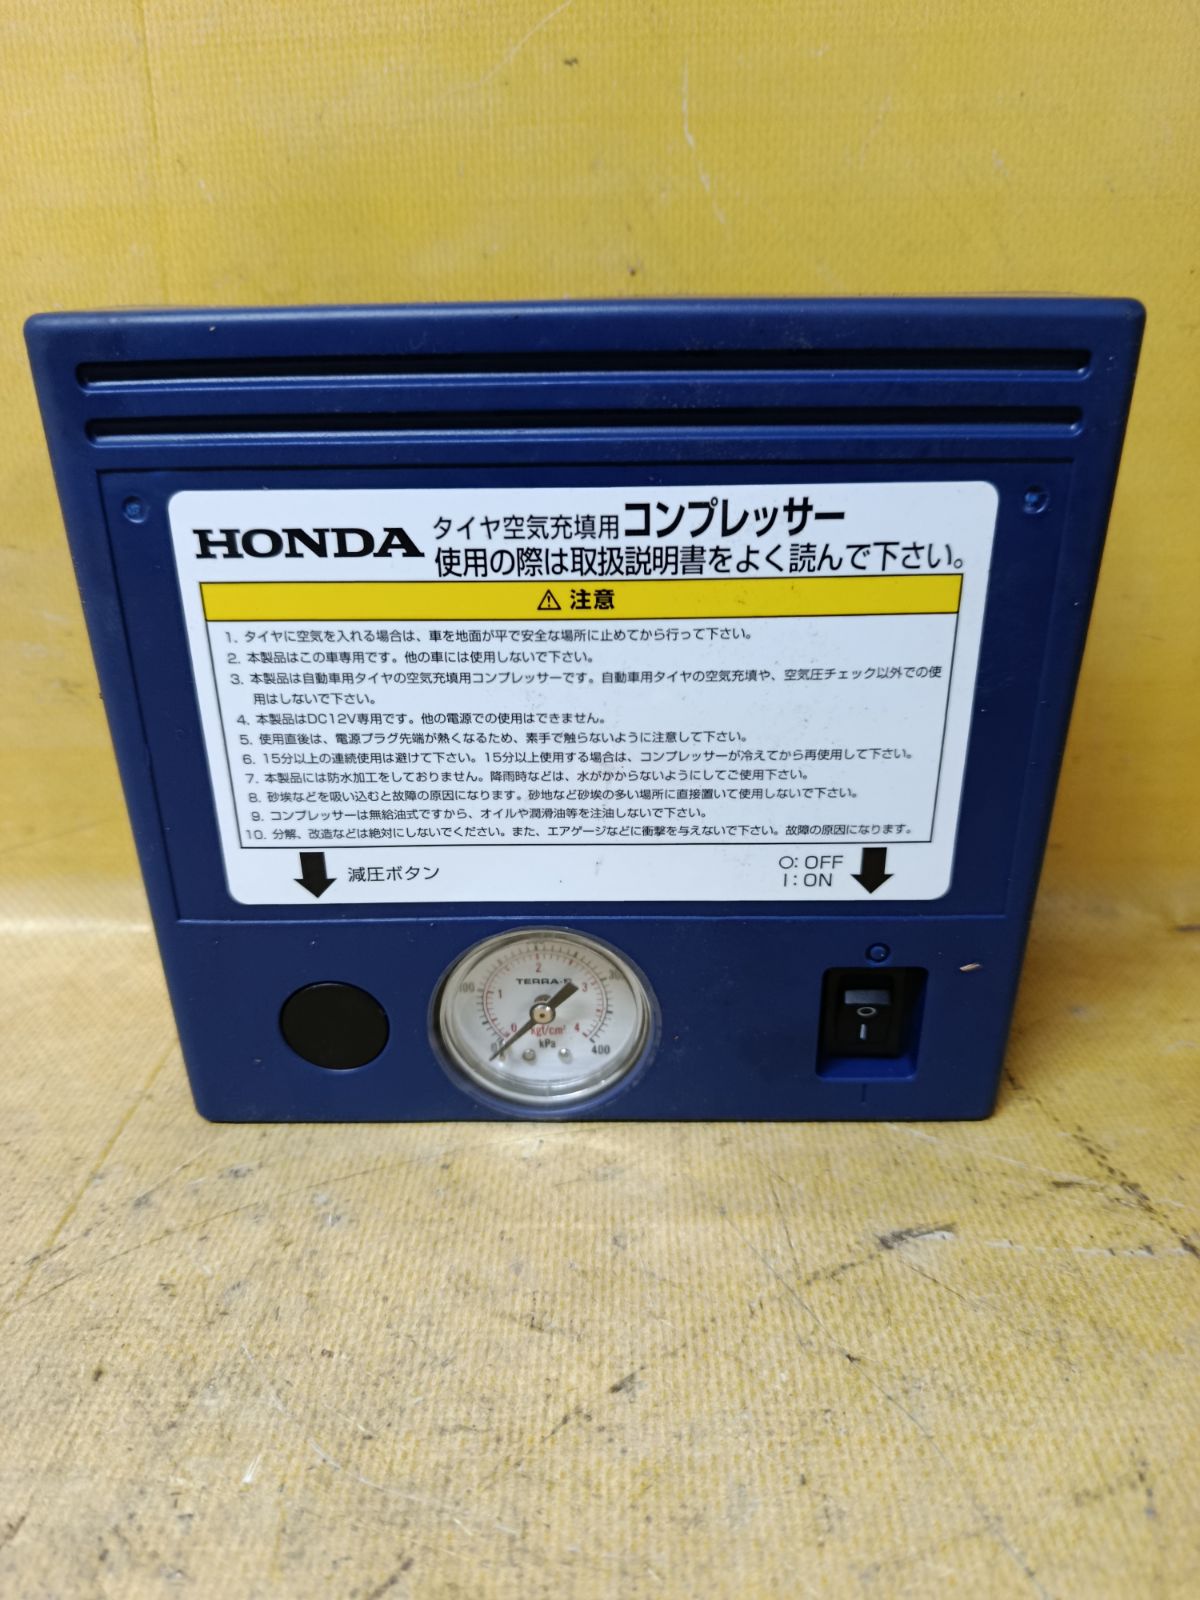 HONDA タイヤ空気充填用コンプレッサー
使用の際は取扱説明書をよく読んで下さい。
⚠ 注意
1. タイヤに空気を入れる場合は、車を地面が平で安全な場所に止めてから行って下さい。
2. 本製品はこの車専用です。他の車には使用しないで下さい。
3. 本製品は自動車用タイヤの空気充填用コンプレッサーです。自動車用タイヤの空気充填や、空気圧チェック以外での使
用はしないで下さい。
4. 本製品はDC12V専用です。他の電源での使用はできません。
5. 使用直後は、電源プラグ先端が熱くなるため、素手で触らないように注意して下さい。
6. 15分以上の連続使用は避けて下さい。15分以上使用する場合は、コンプレッサーが冷えてから再使用して下さい。
7. 本製品には防水加工をしておりません。降雨時などは、水がかからないようにしてご使用下さい。
8. 砂埃などを吸い込むと故障の原因になります。砂地など砂埃の多い場所に直接置いて使用しないで下さい。
9. コンプレッサーは無給油式ですから、オイルや潤滑油等を注油しないで下さい。
10. 分解、改造などは絶対にしないでください。また、エアゲージなどに衝撃を与えないで下さい。故障の原因になります。
減圧ボタン
O: OFF
I: ON
2
100 1 3
0 kgf/cm² 4
kPa 400
O
I